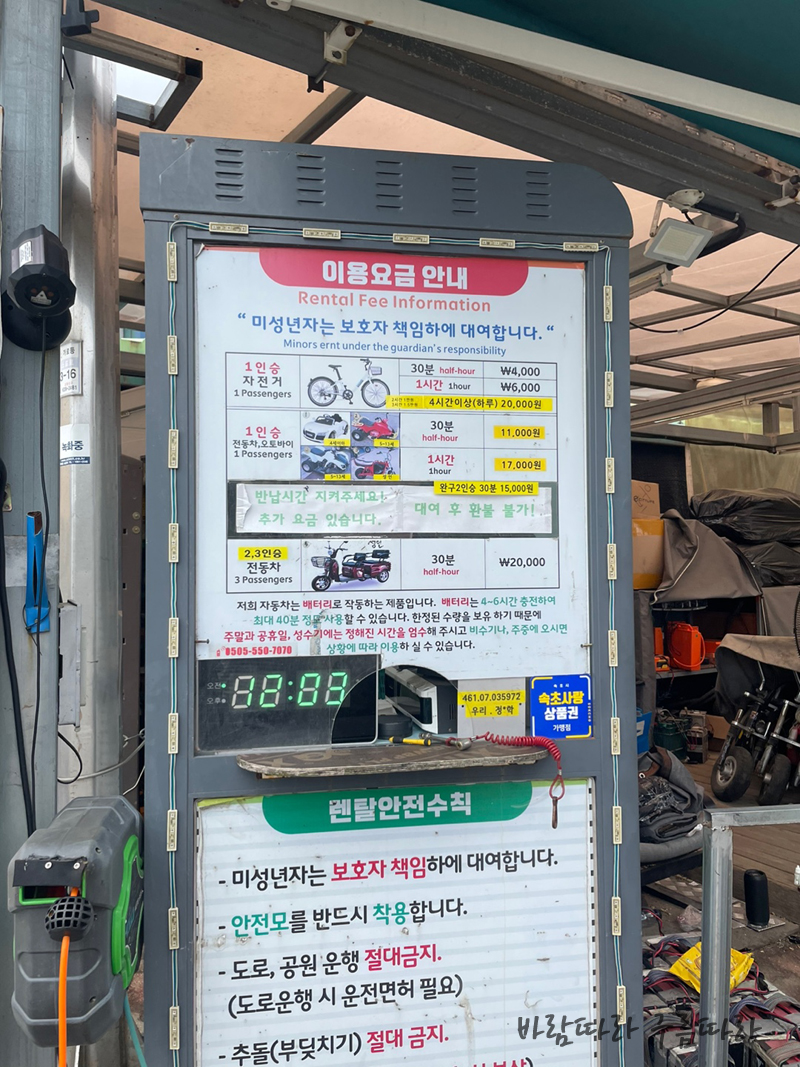 이용요금 안내
Rental Fee Information
“ 미성년자는 보호자 책임하에 대여합니다. “
Minors ernt under the guardian's responsibility
1인승
자전거
1 Passengers
30분 half-hour ₩4,000
1시간 1hour ₩6,000
4시간이상(하루) 20,000원
1인승
전동차,오토바이
1 Passengers
30분
half-hour
11,000원
1시간
1hour
17,000원
완구2인승 30분 15,000원
반납시간 지켜주세요!
추가 요금 있습니다.
대여 후 환불 불가!
2,3인승
전동차
3 Passengers
성인
30분
half-hour
₩20,000
저희 자동차는 배터리로 작동하는 제품입니다. 배터리는 4~6시간 충전하여
최대 40분 정도 사용할 수 있습니다. 한정된 수량을 보유 하기 때문에
주말과 공휴일, 성수기에는 정해진 시간을 엄수해 주시고 비수기나, 주중에 오시면
상황에 따라 이용하 실 수 있습니다.
0505-550-7070
오전
오후
461.07.035972
우리 . 정*학
속초사랑
상품권
가맹점
렌탈안전수칙
- 미성년자는 보호자 책임하에 대여합니다.
- 안전모를 반드시 착용합니다.
- 도로, 공원 운행 절대금지.
(도로운행 시 운전면허 필요)
- 추돌(부딪치기) 절대 금지.
3-16
녹화중
바람따라 구름따라...